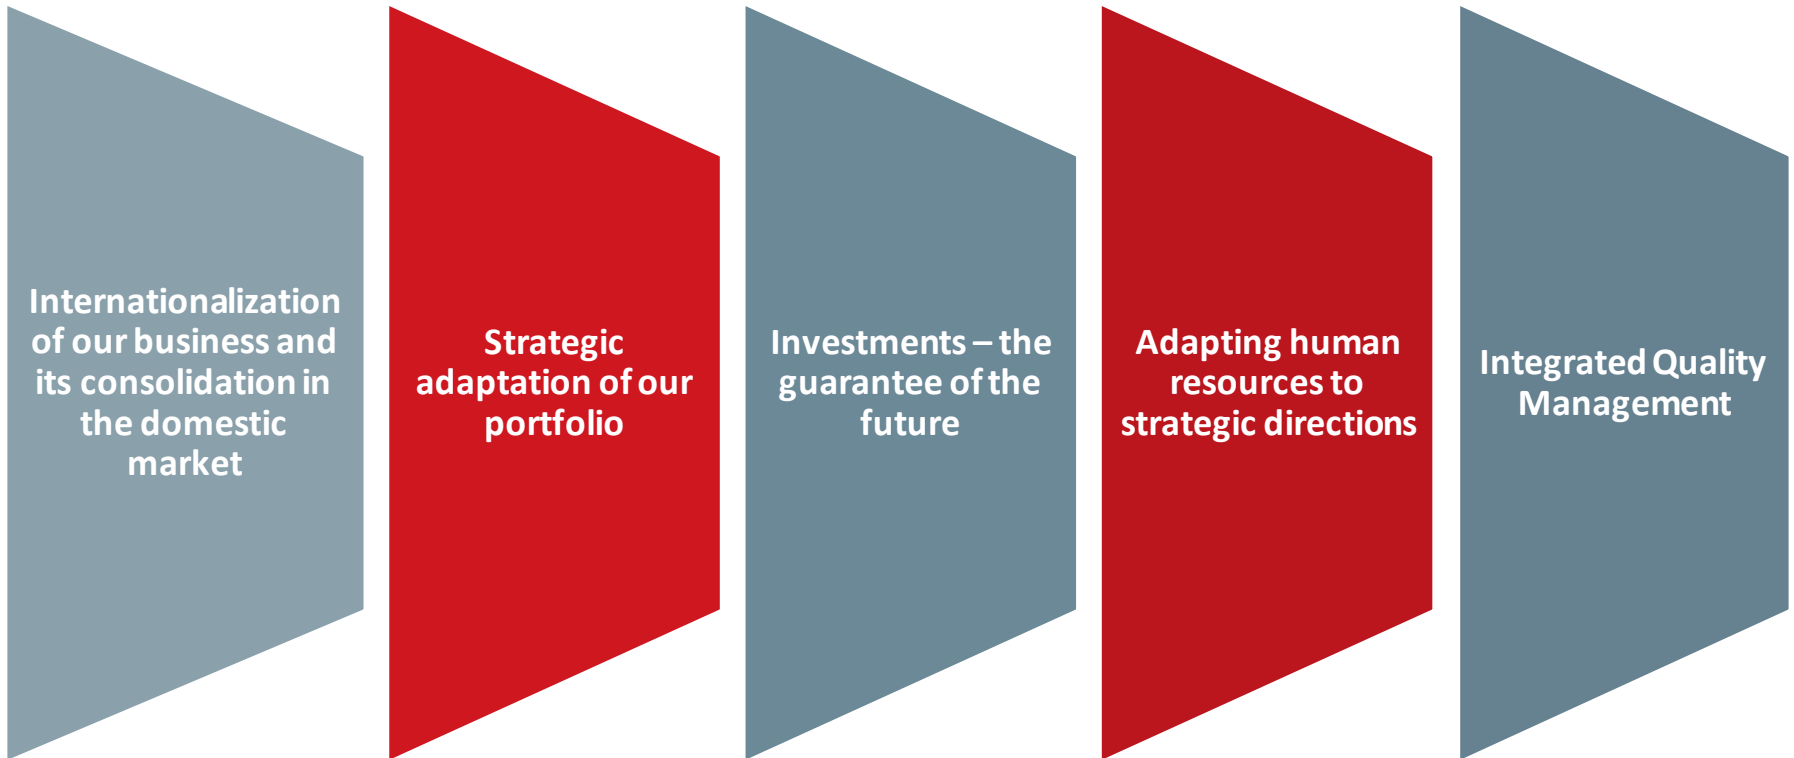 Internationalization
of our business and
its consolidation in
the domestic
market
Strategic
adaptation of our
portfolio
Investments – the
guarantee of the
future
Adapting human
resources to
strategic directions
Integrated Quality
Management